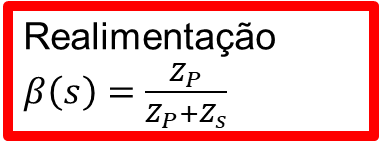 Realimentação
β(s) = Z_P / (Z_P+Z_s)